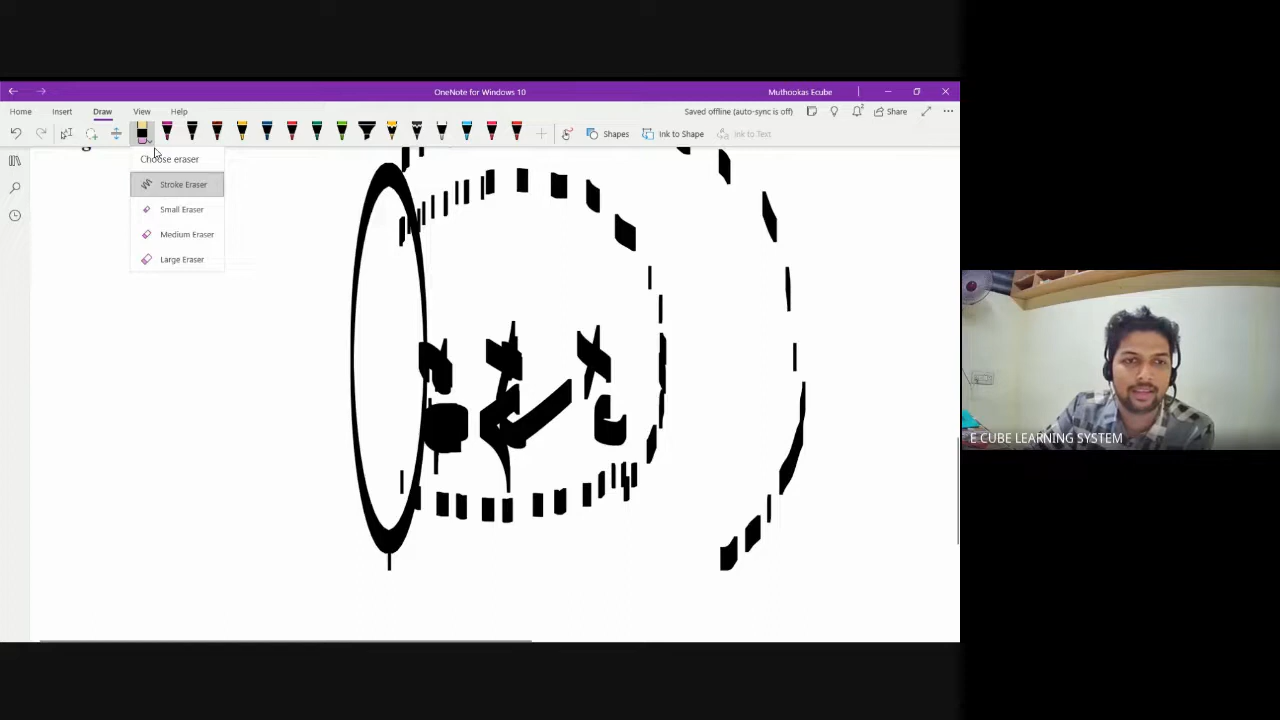 OneNote for Windows 10
Muthookas Ecube
Home Insert Draw View Help
Saved offline (auto-sync is off)
Share
Shapes
Ink to Shape
Ink to Text
Choose eraser
Stroke Eraser
Small Eraser
Medium Eraser
Large Eraser
E CUBE LEARNING SYSTEM